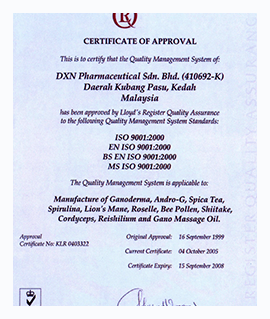 CERTIFICATE OF APPROVAL
This is to certify that the Quality Management System of:
DXN Pharmaceutical Sdn. Bhd. (410692-K)
Daerah Kubang Pasu, Kedah
Malaysia
has been approved by Lloyd's Register Quality Assurance
to the following Quality Management System Standards:
ISO 9001:2000
EN ISO 9001:2000
BS EN ISO 9001:2000
MS ISO 9001:2000
The Quality Management System is applicable to:
Manufacture of Ganoderma, Andro-G, Spica Tea,
Spirulina, Lion's Mane, Roselle, Bee Pollen, Shiitake,
Cordyceps, Reishilium and Gano Massage Oil.
Approval
Certificate No: KLR 0403322
Original Approval: 16 September 1999
Current Certificate: 04 October 2005
Certificate Expiry: 15 September 2008